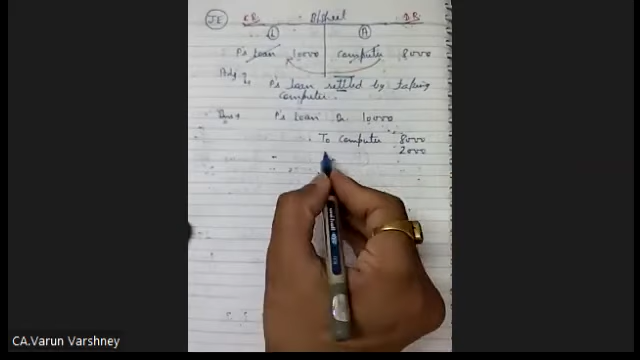 JE CB B/Sheet DB
L A
P's loan 10000 computer 8000
Adj P's loan settled by taking
computer.
P's loan Dr 10000
To computer 8000
2000
CA.Varun Varshney